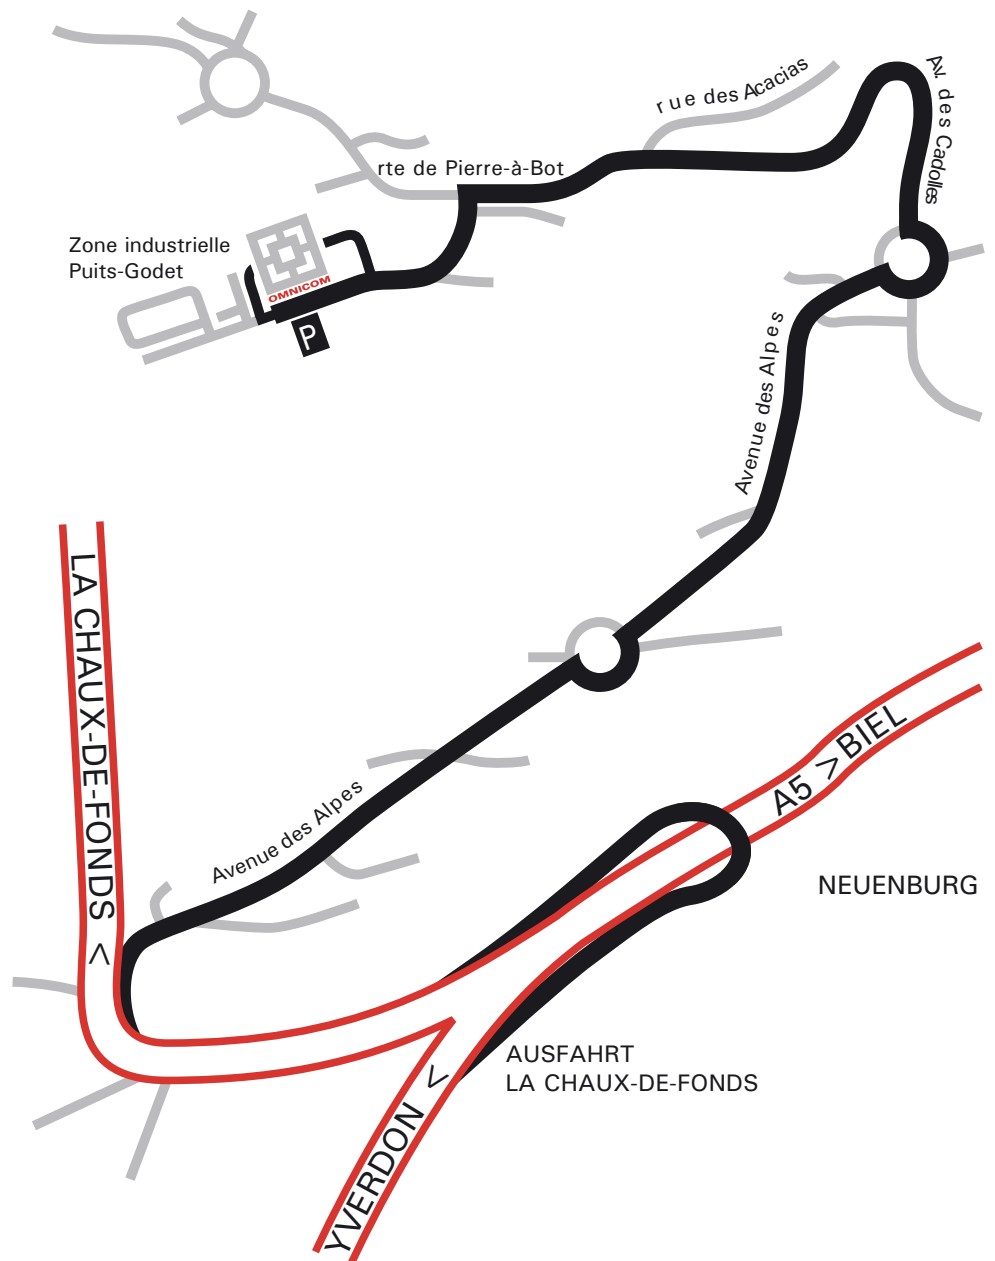 rue des Acacias
Av. des Cadolles
rte de Pierre-à-Bot
Zone industrielle
Puits-Godet
OMNICOM
P
Avenue des Alpes
LA CHAUX-DE-FONDS <
A5 > BIEL
Avenue des Alpes
NEUENBURG
AUSFAHRT
LA CHAUX-DE-FONDS
YVERDON <